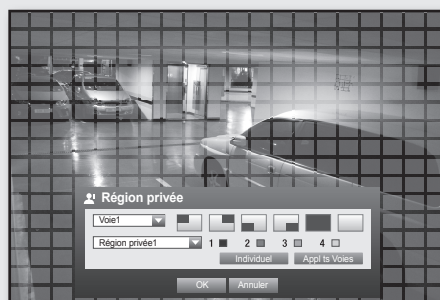 Région privée
Voie1
Région privée1 1 2 3 4
Individuel Appl ts Voies
OK Annuler